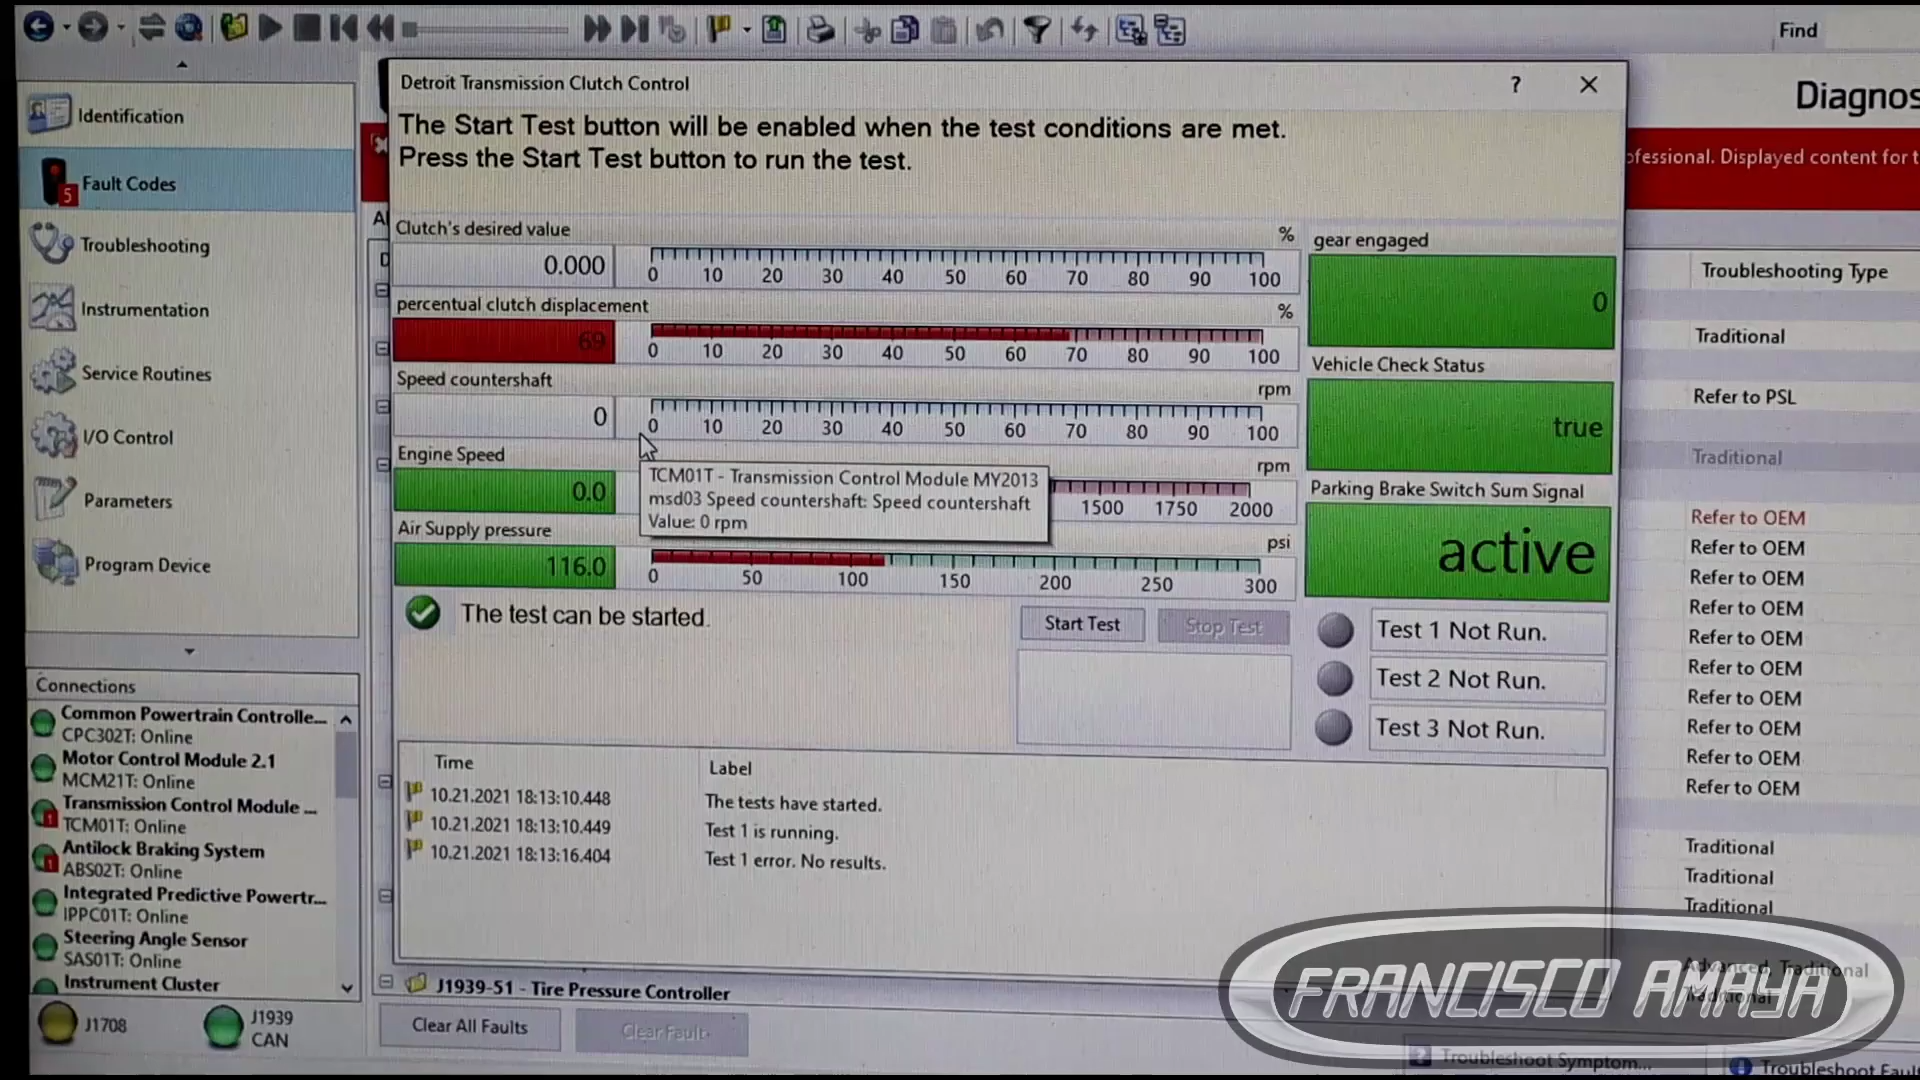 Find
Identification
5
Fault Codes
Troubleshooting
Instrumentation
Service Routines
I/O Control
Parameters
Program Device
Connections
Common Powertrain Controlle...
CPC302T: Online
Motor Control Module 2.1
MCM21T: Online
Transmission Control Module ...
TCM01T: Online
Antilock Braking System
ABS02T: Online
Integrated Predictive Powertr...
IPPC01T: Online
Steering Angle Sensor
SAS01T: Online
Instrument Cluster
J1708
J1939
CAN
Detroit Transmission Clutch Control
? ×
The Start Test button will be enabled when the test conditions are met.
Press the Start Test button to run the test.
Clutch's desired value
%
0.000
0 10 20 30 40 50 60 70 80 90 100
percentual clutch displacement
%
69
0 10 20 30 40 50 60 70 80 90 100
Speed countershaft
rpm
0
0 10 20 30 40 50 60 70 80 90 100
Engine Speed
rpm
0.0
1500 1750 2000
TCM01T - Transmission Control Module MY2013
msd03 Speed countershaft: Speed countershaft
Value: 0 rpm
Air Supply pressure
psi
116.0
0 50 100 150 200 250 300
gear engaged
0
Vehicle Check Status
true
Parking Brake Switch Sum Signal
active
The test can be started.
Start Test
Stop Test
Test 1 Not Run.
Test 2 Not Run.
Test 3 Not Run.
Time Label
10.21.2021 18:13:10.448 The tests have started.
10.21.2021 18:13:10.449 Test 1 is running.
10.21.2021 18:13:16.404 Test 1 error. No results.
J1939-51 - Tire Pressure Controller
Clear All Faults
Clear Fault
Diagnos
ofessional. Displayed content for t
Troubleshooting Type
Traditional
Refer to PSL
Traditional
Refer to OEM
Refer to OEM
Refer to OEM
Refer to OEM
Refer to OEM
Refer to OEM
Refer to OEM
Refer to OEM
Refer to OEM
Refer to OEM
Traditional
Traditional
Traditional
Advanced, Traditional
Traditional
FRANCISCO AMAYA
Troubleshoot Symptom...
Troubleshoot Faul